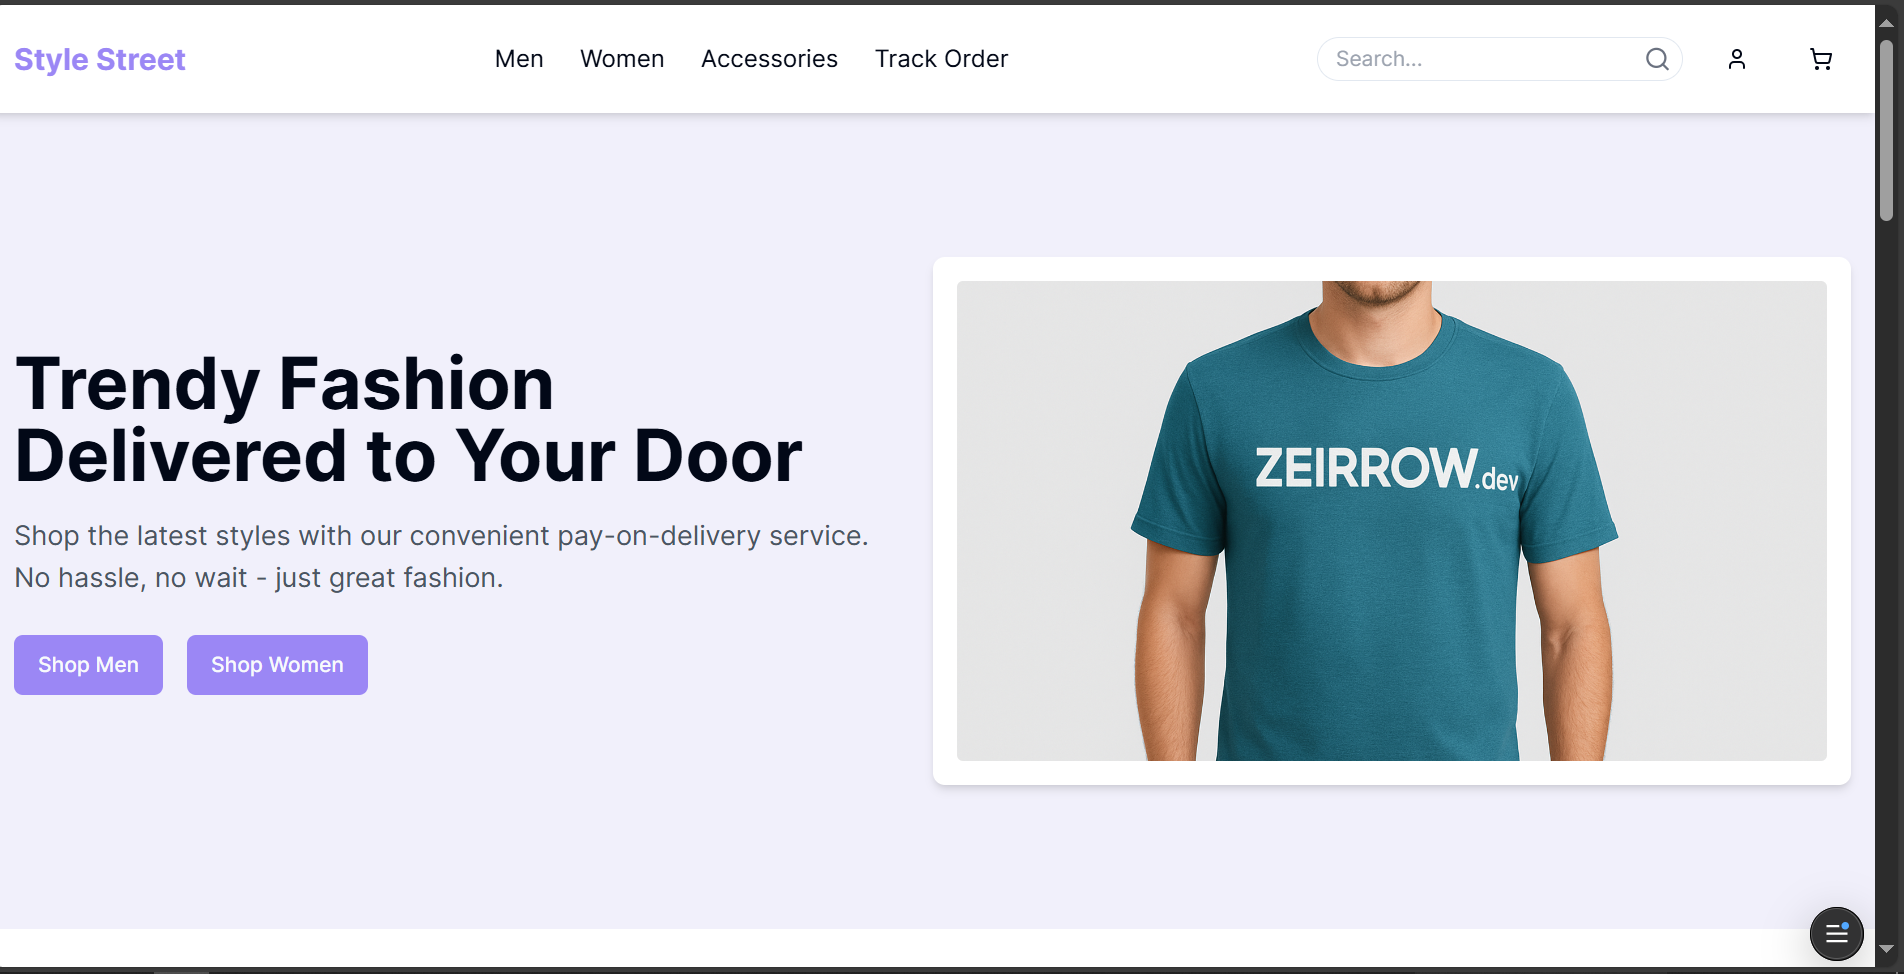 Style Street
Men
Women
Accessories
Track Order
Search...
Trendy Fashion
Delivered to Your Door
Shop the latest styles with our convenient pay-on-delivery service.
No hassle, no wait - just great fashion.
Shop Men
Shop Women
ZEIRROW.dev